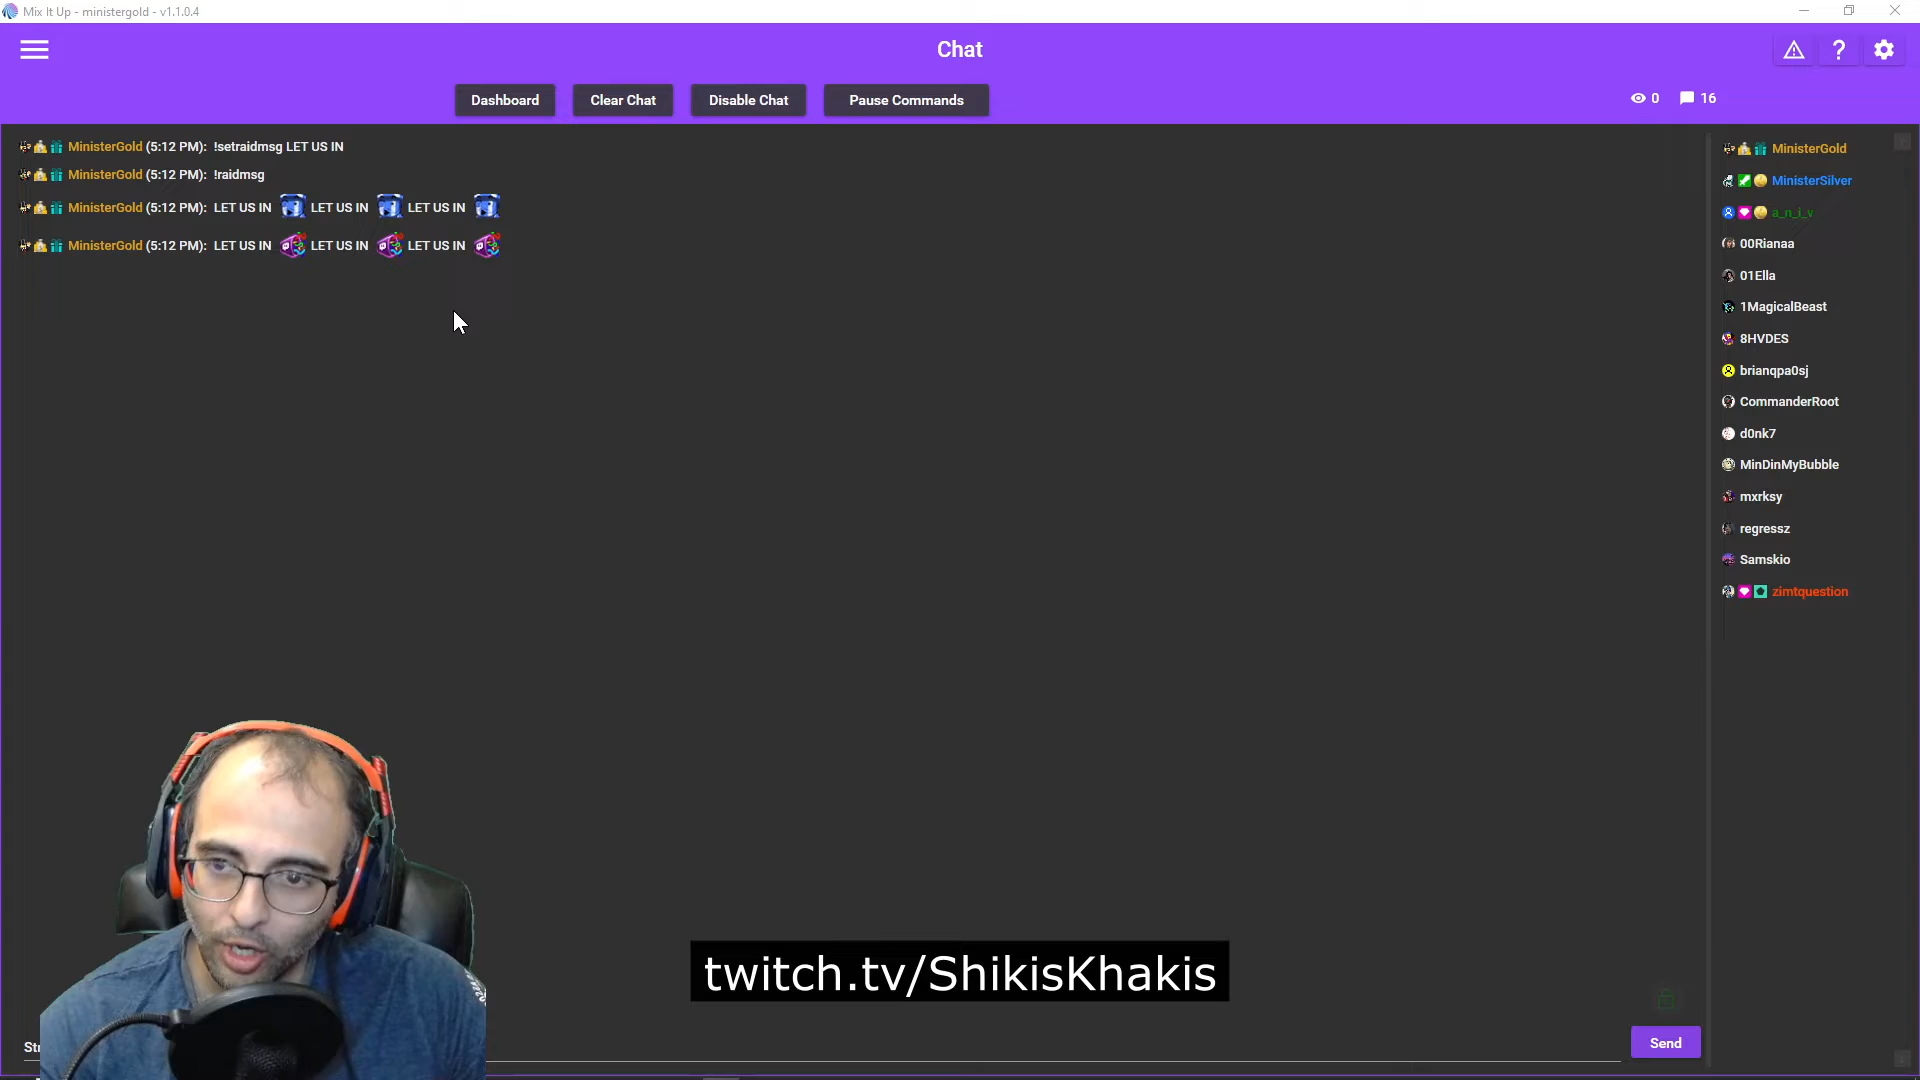 Mix It Up - ministergold - v1.1.0.4
Chat
Dashboard
Clear Chat
Disable Chat
Pause Commands
0
16
MinisterGold (5:12 PM): !setraidmsg LET US IN
MinisterGold (5:12 PM): !raidmsg
MinisterGold (5:12 PM): LET US IN LET US IN LET US IN
MinisterGold (5:12 PM): LET US IN LET US IN LET US IN
MinisterGold
MinisterSilver
a_n_i_v
00Rianaa
01Ella
1MagicalBeast
8HVDES
brianqpa0sj
CommanderRoot
d0nk7
MinDinMyBubble
mxrksy
regressz
Samskio
zimtquestion
twitch.tv/ShikisKhakis
Send